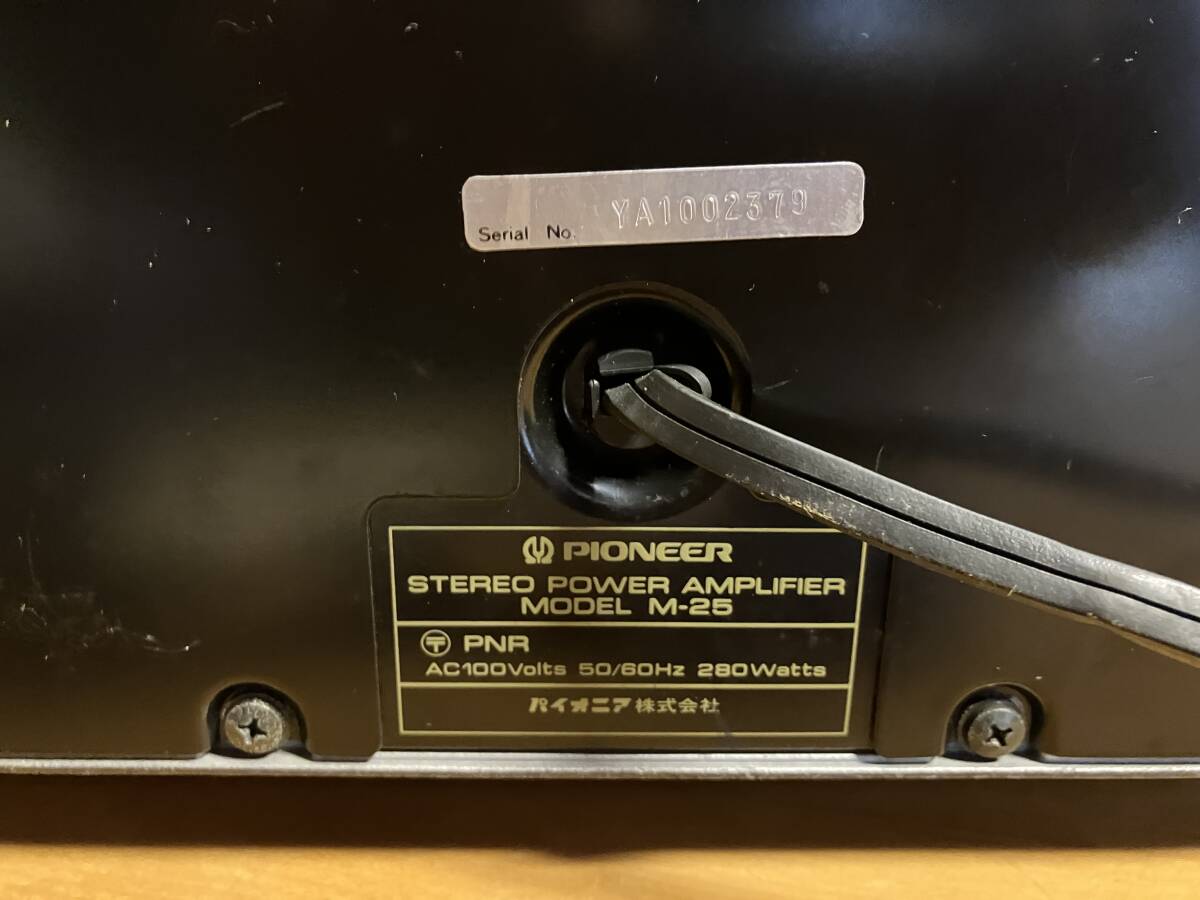 Serial No. YA1002379
PIONEER
STEREO POWER AMPLIFIER
MODEL M-25
〒 PNR
AC100Volts 50/60Hz 280Watts
パイオニア株式会社